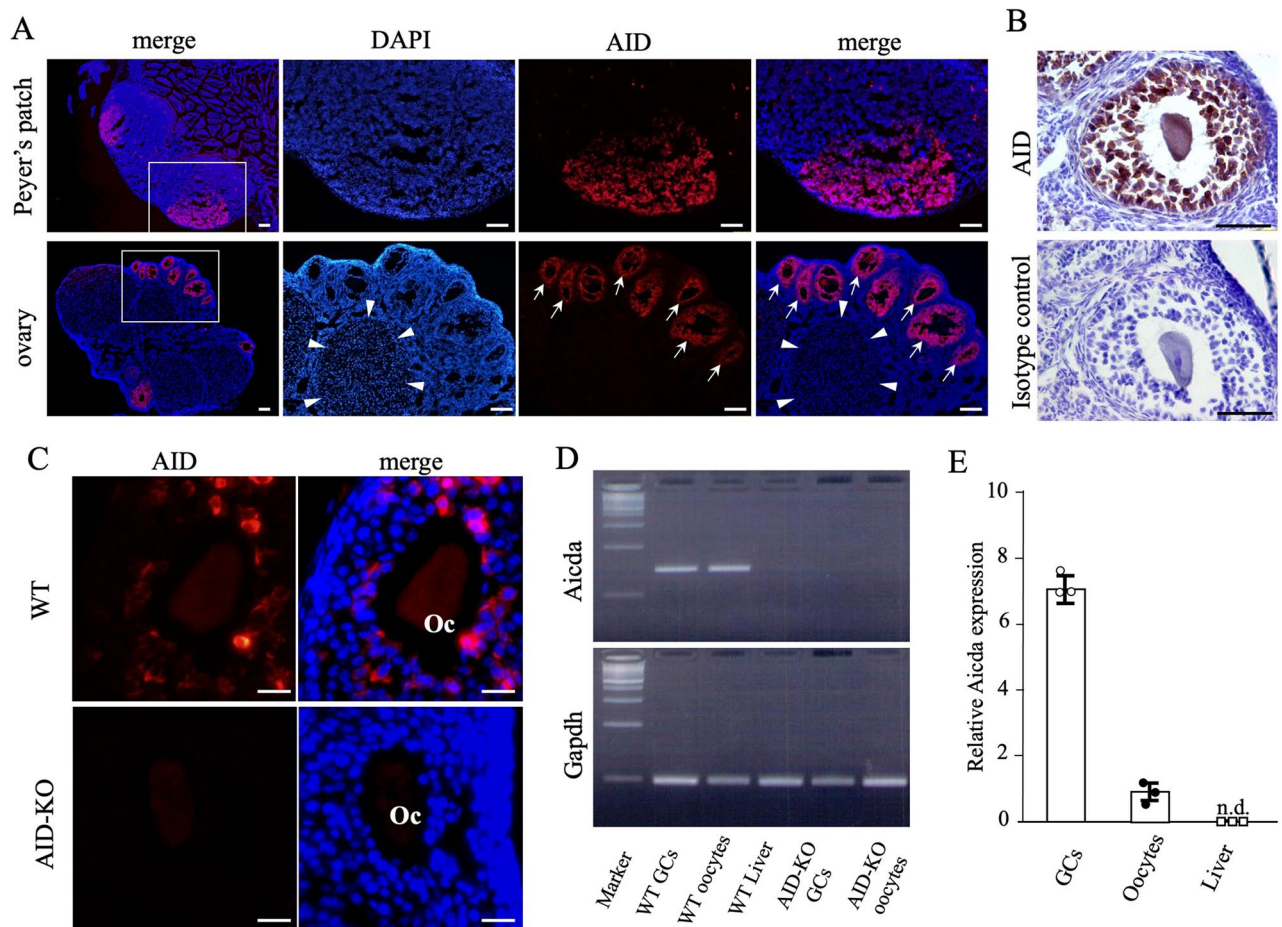 A
merge
DAPI
AID
merge
Peyer's patch
ovary
B
AID
Isotype control
C
AID
merge
WT
Oc
AID-KO
Oc
D
Aicda
Gapdh
Marker
WT GCs
WT oocytes
WT Liver
AID-KO
GCs
AID-KO
oocytes
E
Relative Aicda expression
10
8
6
4
2
0
n.d.
GCs
Oocytes
Liver